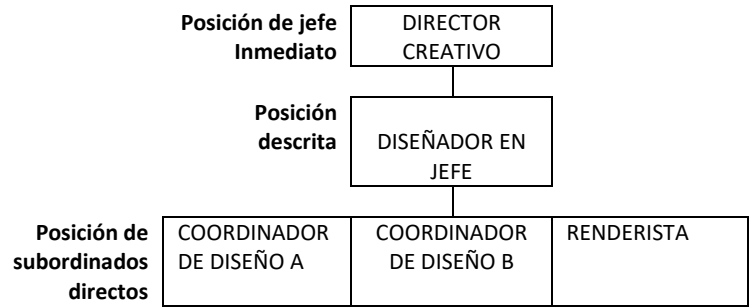 Posición de jefe
Inmediato
DIRECTOR
CREATIVO
Posición
descrita
DISEÑADOR EN
JEFE
Posición de
subordinados
directos
COORDINADOR
DE DISEÑO A
COORDINADOR
DE DISEÑO B
RENDERISTA